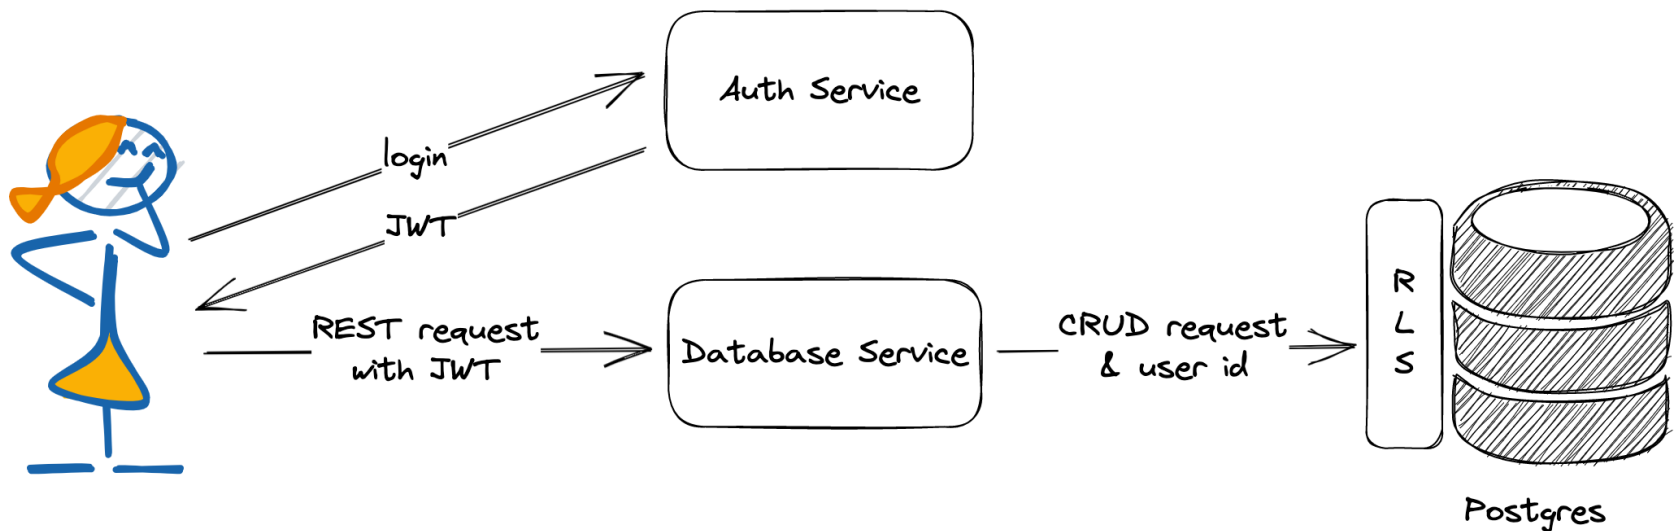 Auth Service
login
JWT
REST request
with JWT
Database Service
CRUD request
& user id
R
L
S
Postgres